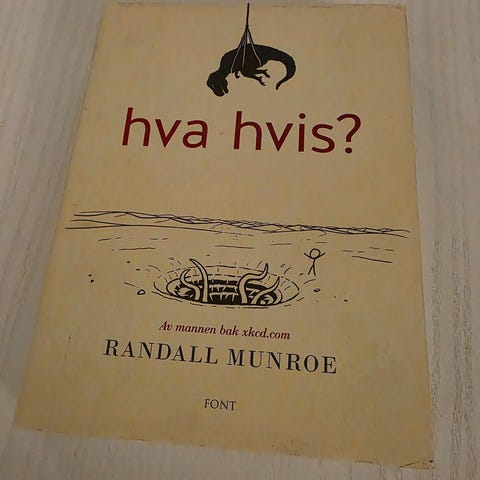 hva hvis?
Av mannen bak xkcd.com
RANDALL MUNROE
FONT